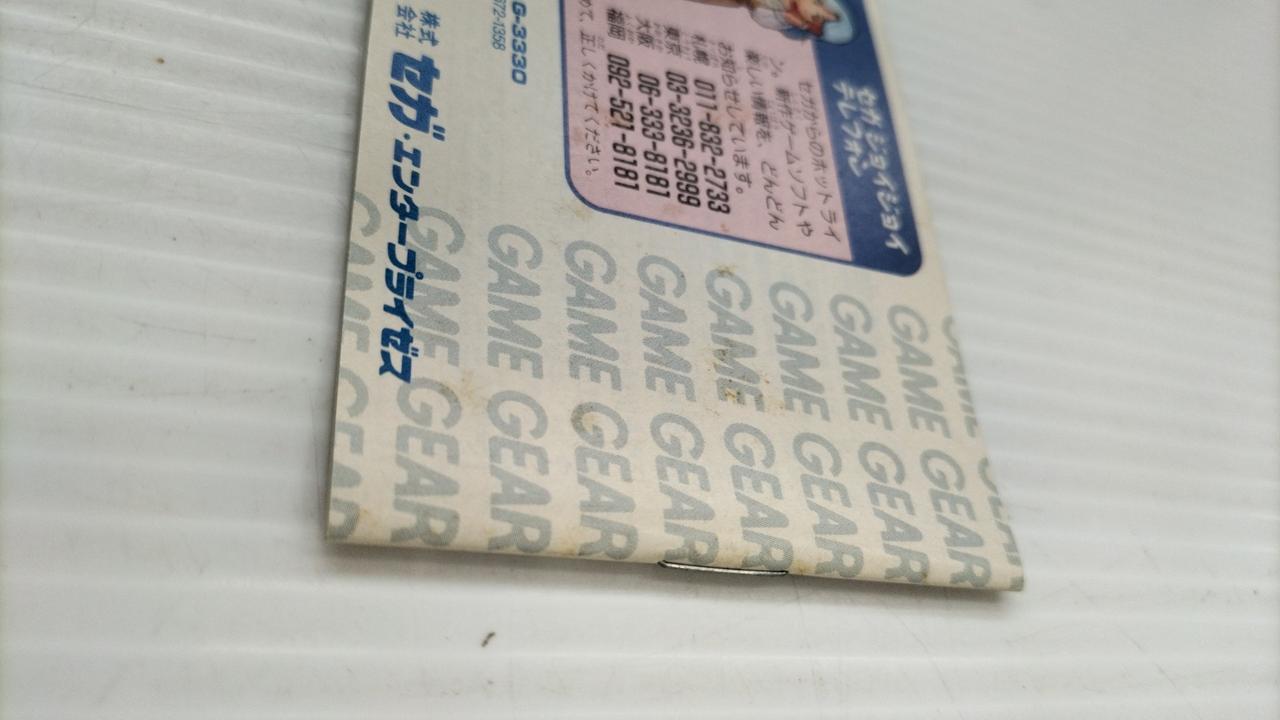 セガジョイジョイ
テレフォン
セガからのホットライ
ン。新作ゲームソフトや
楽しい情報を、どんどん
お知らせしています。
札幌 011-832-2733
東京 03-3236-2999
大阪 06-333-8181
福岡 092-521-8181
正しくかけてください。
G-3330
672-1358
株式会社 セガ・エンタープライゼス
GAME GEAR
GAME GEAR
GAME GEAR
GAME GEAR
GAME GEAR
GAME GEAR
GAME GEAR
GAME GEAR
GAME GEAR